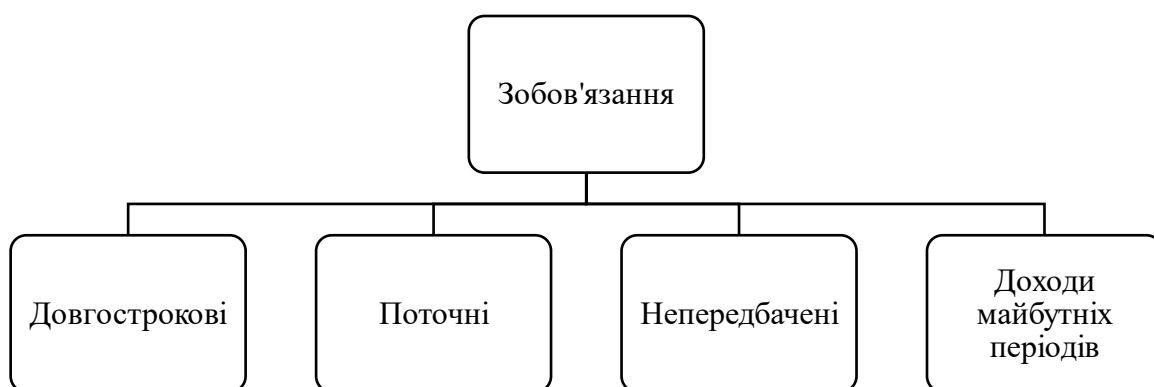 Зобов'язання
Довгострокові
Поточні
Непередбачені
Доходи
майбутніх
періодів